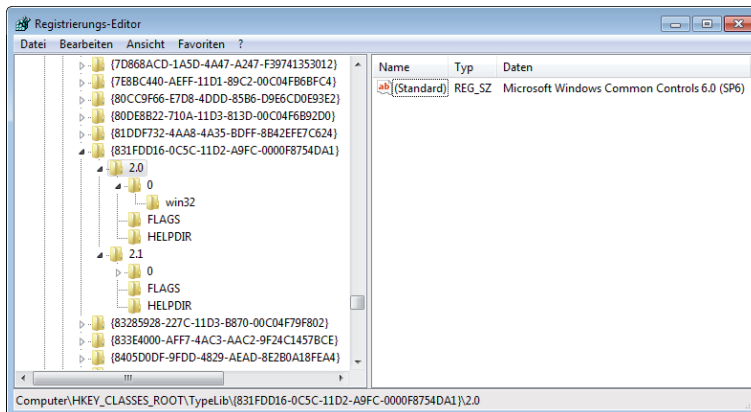 Registrierungs-Editor
Datei Bearbeiten Ansicht Favoriten ?
{7D868ACD-1A5D-4A47-A247-F39741353012}
{7E8BC440-AEFF-11D1-89C2-00C04FB6BFC4}
{80CC9F66-E7D8-4DDD-85B6-D9E6CD0E93E2}
{80DE8B22-710A-11D3-813D-00C04F6B92D0}
{81DDF732-4AA8-4A35-BDFF-8B42EFE7C624}
{831FDD16-0C5C-11D2-A9FC-0000F8754DA1}
2.0
0
win32
FLAGS
HELPDIR
2.1
0
FLAGS
HELPDIR
{83285928-227C-11D3-B870-00C04F79F802}
{833E4000-AFF7-4AC3-AAC2-9F24C1457BCE}
{8405D0DF-9FDD-4829-AEAD-8E2B0A18FEA4}
Name Typ Daten
ab (Standard) REG_SZ Microsoft Windows Common Controls 6.0 (SP6)
Computer\HKEY_CLASSES_ROOT\TypeLib\{831FDD16-0C5C-11D2-A9FC-0000F8754DA1}\2.0